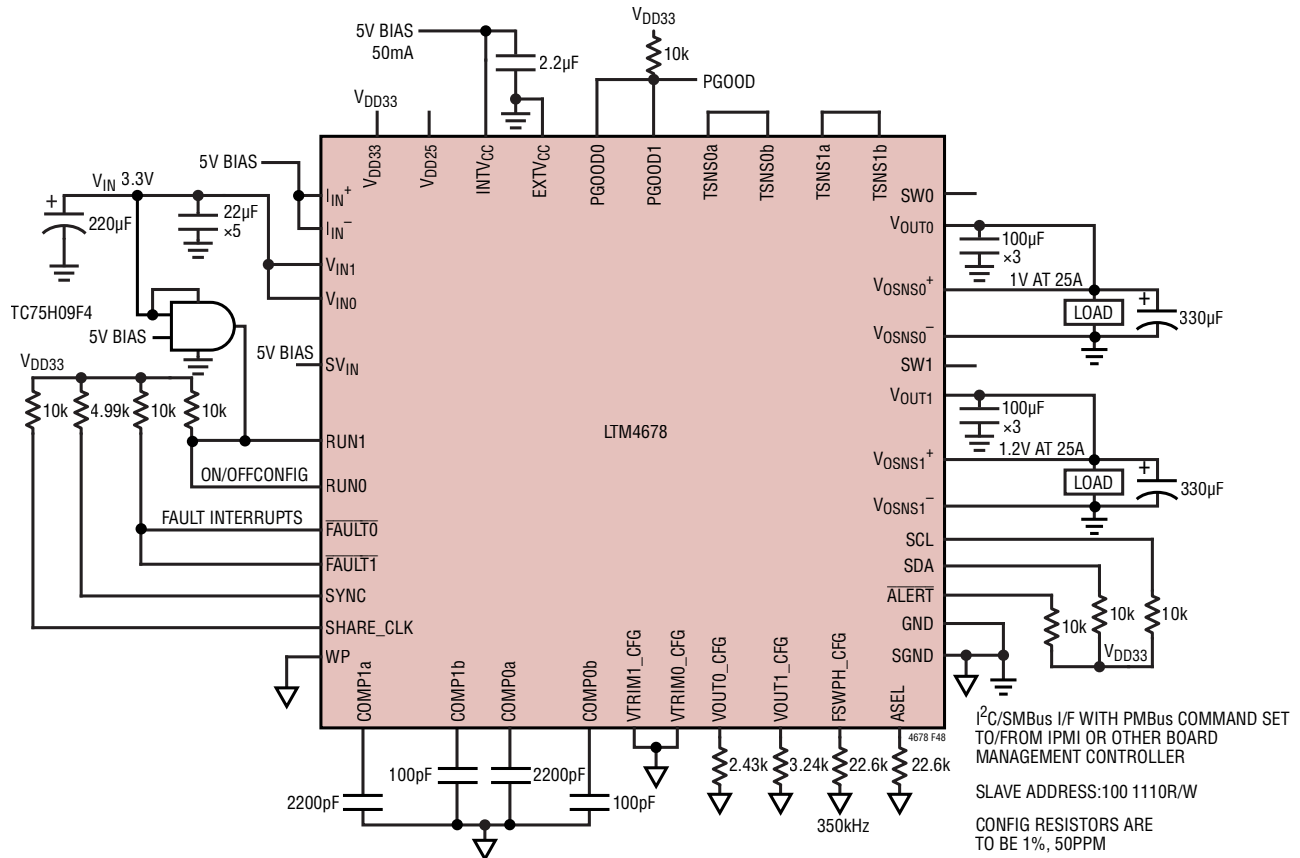 5V BIAS
50mA
2.2µF
VDD33
10k
PGOOD
VDD33
VDD33
VDD25
INTVCC
EXTVCC
PGOOD0
PGOOD1
TSNS0a
TSNS0b
TSNS1a
TSNS1b
5V BIAS
VIN 3.3V
220µF
+
22µF
×5
IIN+
IIN–
VIN1
VIN0
TC75H09F4
5V BIAS
5V BIAS
SVIN
VDD33
10k
4.99k
10k
10k
RUN1
ON/OFFCONFIG
RUN0
FAULT INTERRUPTS
FAULT0
FAULT1
SYNC
SHARE_CLK
WP
LTM4678
SW0
VOUT0
100µF
×3
VOSNS0+
1V AT 25A
LOAD
+
330µF
VOSNS0–
SW1
VOUT1
100µF
×3
VOSNS1+
1.2V AT 25A
LOAD
+
330µF
VOSNS1–
SCL
SDA
ALERT
GND
SGND
10k
10k
10k
VDD33
COMP1a
COMP1b
COMP0a
COMP0b
VTRIM1_CFG
VTRIM0_CFG
VOUT0_CFG
VOUT1_CFG
FSWPH_CFG
ASEL
4678 F48
2200pF
100pF
2200pF
100pF
2.43k
3.24k
22.6k
22.6k
350kHz
I2C/SMBus I/F WITH PMBus COMMAND SET
TO/FROM IPMI OR OTHER BOARD
MANAGEMENT CONTROLLER
SLAVE ADDRESS:100 1110R/W
CONFIG RESISTORS ARE
TO BE 1%, 50PPM